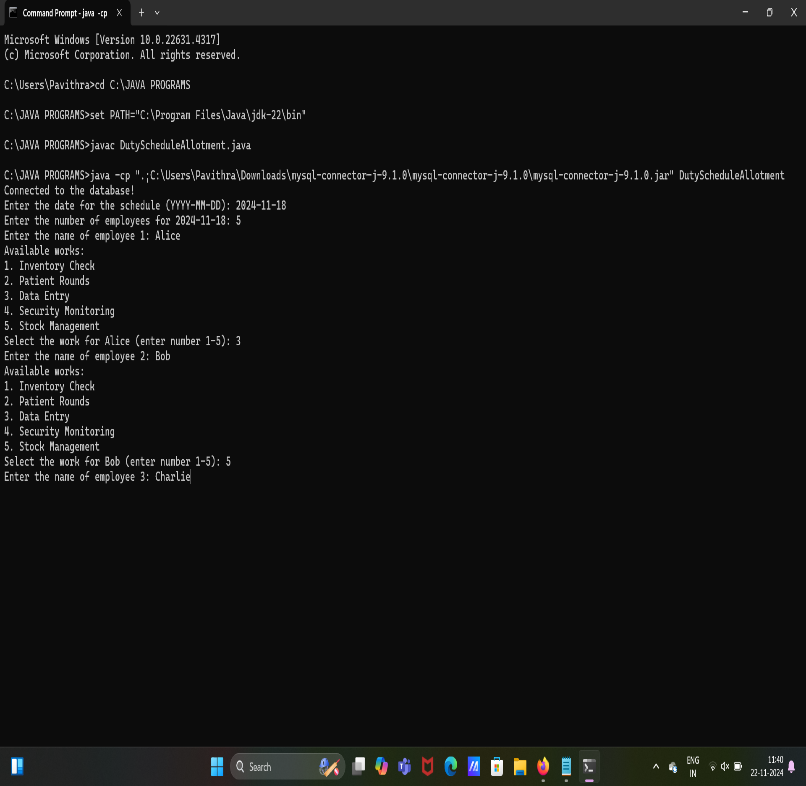 Command Prompt - java -cp
Microsoft Windows [Version 10.0.22631.4317]
(c) Microsoft Corporation. All rights reserved.
C:\Users\Pavithra>cd C:\JAVA PROGRAMS
C:\JAVA PROGRAMS>set PATH="C:\Program Files\Java\jdk-22\bin"
C:\JAVA PROGRAMS>javac DutyScheduleAllotment.java
C:\JAVA PROGRAMS>java -cp ".;C:\Users\Pavithra\Downloads\mysql-connector-j-9.1.0\mysql-connector-j-9.1.0\mysql-connector-j-9.1.0.jar" DutyScheduleAllotment
Connected to the database!
Enter the date for the schedule (YYYY-MM-DD): 2024-11-18
Enter the number of employees for 2024-11-18: 5
Enter the name of employee 1: Alice
Available works:
1. Inventory Check
2. Patient Rounds
3. Data Entry
4. Security Monitoring
5. Stock Management
Select the work for Alice (enter number 1-5): 3
Enter the name of employee 2: Bob
Available works:
1. Inventory Check
2. Patient Rounds
3. Data Entry
4. Security Monitoring
5. Stock Management
Select the work for Bob (enter number 1-5): 5
Enter the name of employee 3: Charlie
Search
ENG
IN
11:40
22-11-2024